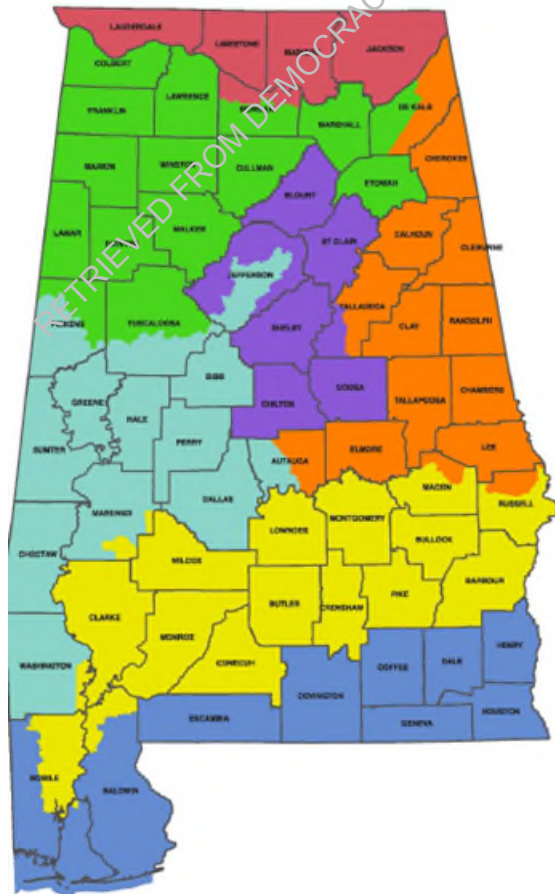 RETRIEVED FROM DEMOCRAC
LAUDERDALE
LIMESTONE
JACKSON
COLBERT
LAWRENCE
FRANKLIN
MARSHALL
DE KALB
CHEROKEE
MARION
WINSTON
CULLMAN
ETOWAH
BLOUNT
LAMAR
WALKER
ST CLAIR
CALHOUN
CLEBURNE
JEFFERSON
TALLADEGA
PICKENS
TUSCALOOSA
SHELBY
CLAY
RANDOLPH
BIBB
GREENE
HALE
CHILTON
COOSA
TALLAPOOSA
CHAMBERS
PERRY
SUMTER
AUTAUGA
ELMORE
LEE
DALLAS
MACON
MARENGO
MONTGOMERY
RUSSELL
LOWNDES
BULLOCK
CHOCTAW
WILCOX
BARBOUR
PIKE
BUTLER
CRENSHAW
CLARKE
MONROE
CONECUH
HENRY
WASHINGTON
COFFEE
DALE
COVINGTON
ESCAMBIA
GENEVA
HOUSTON
MOBILE
BALDWIN